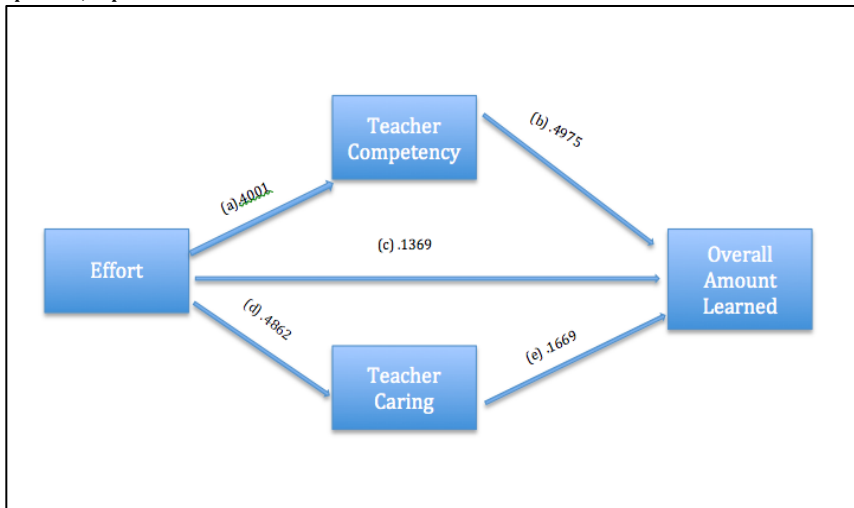 Teacher
Competency
(b) .4975
(a).4001
(c) .1369
Effort
Overall
Amount
Learned
(d) .4862
(e) .1669
Teacher
Caring